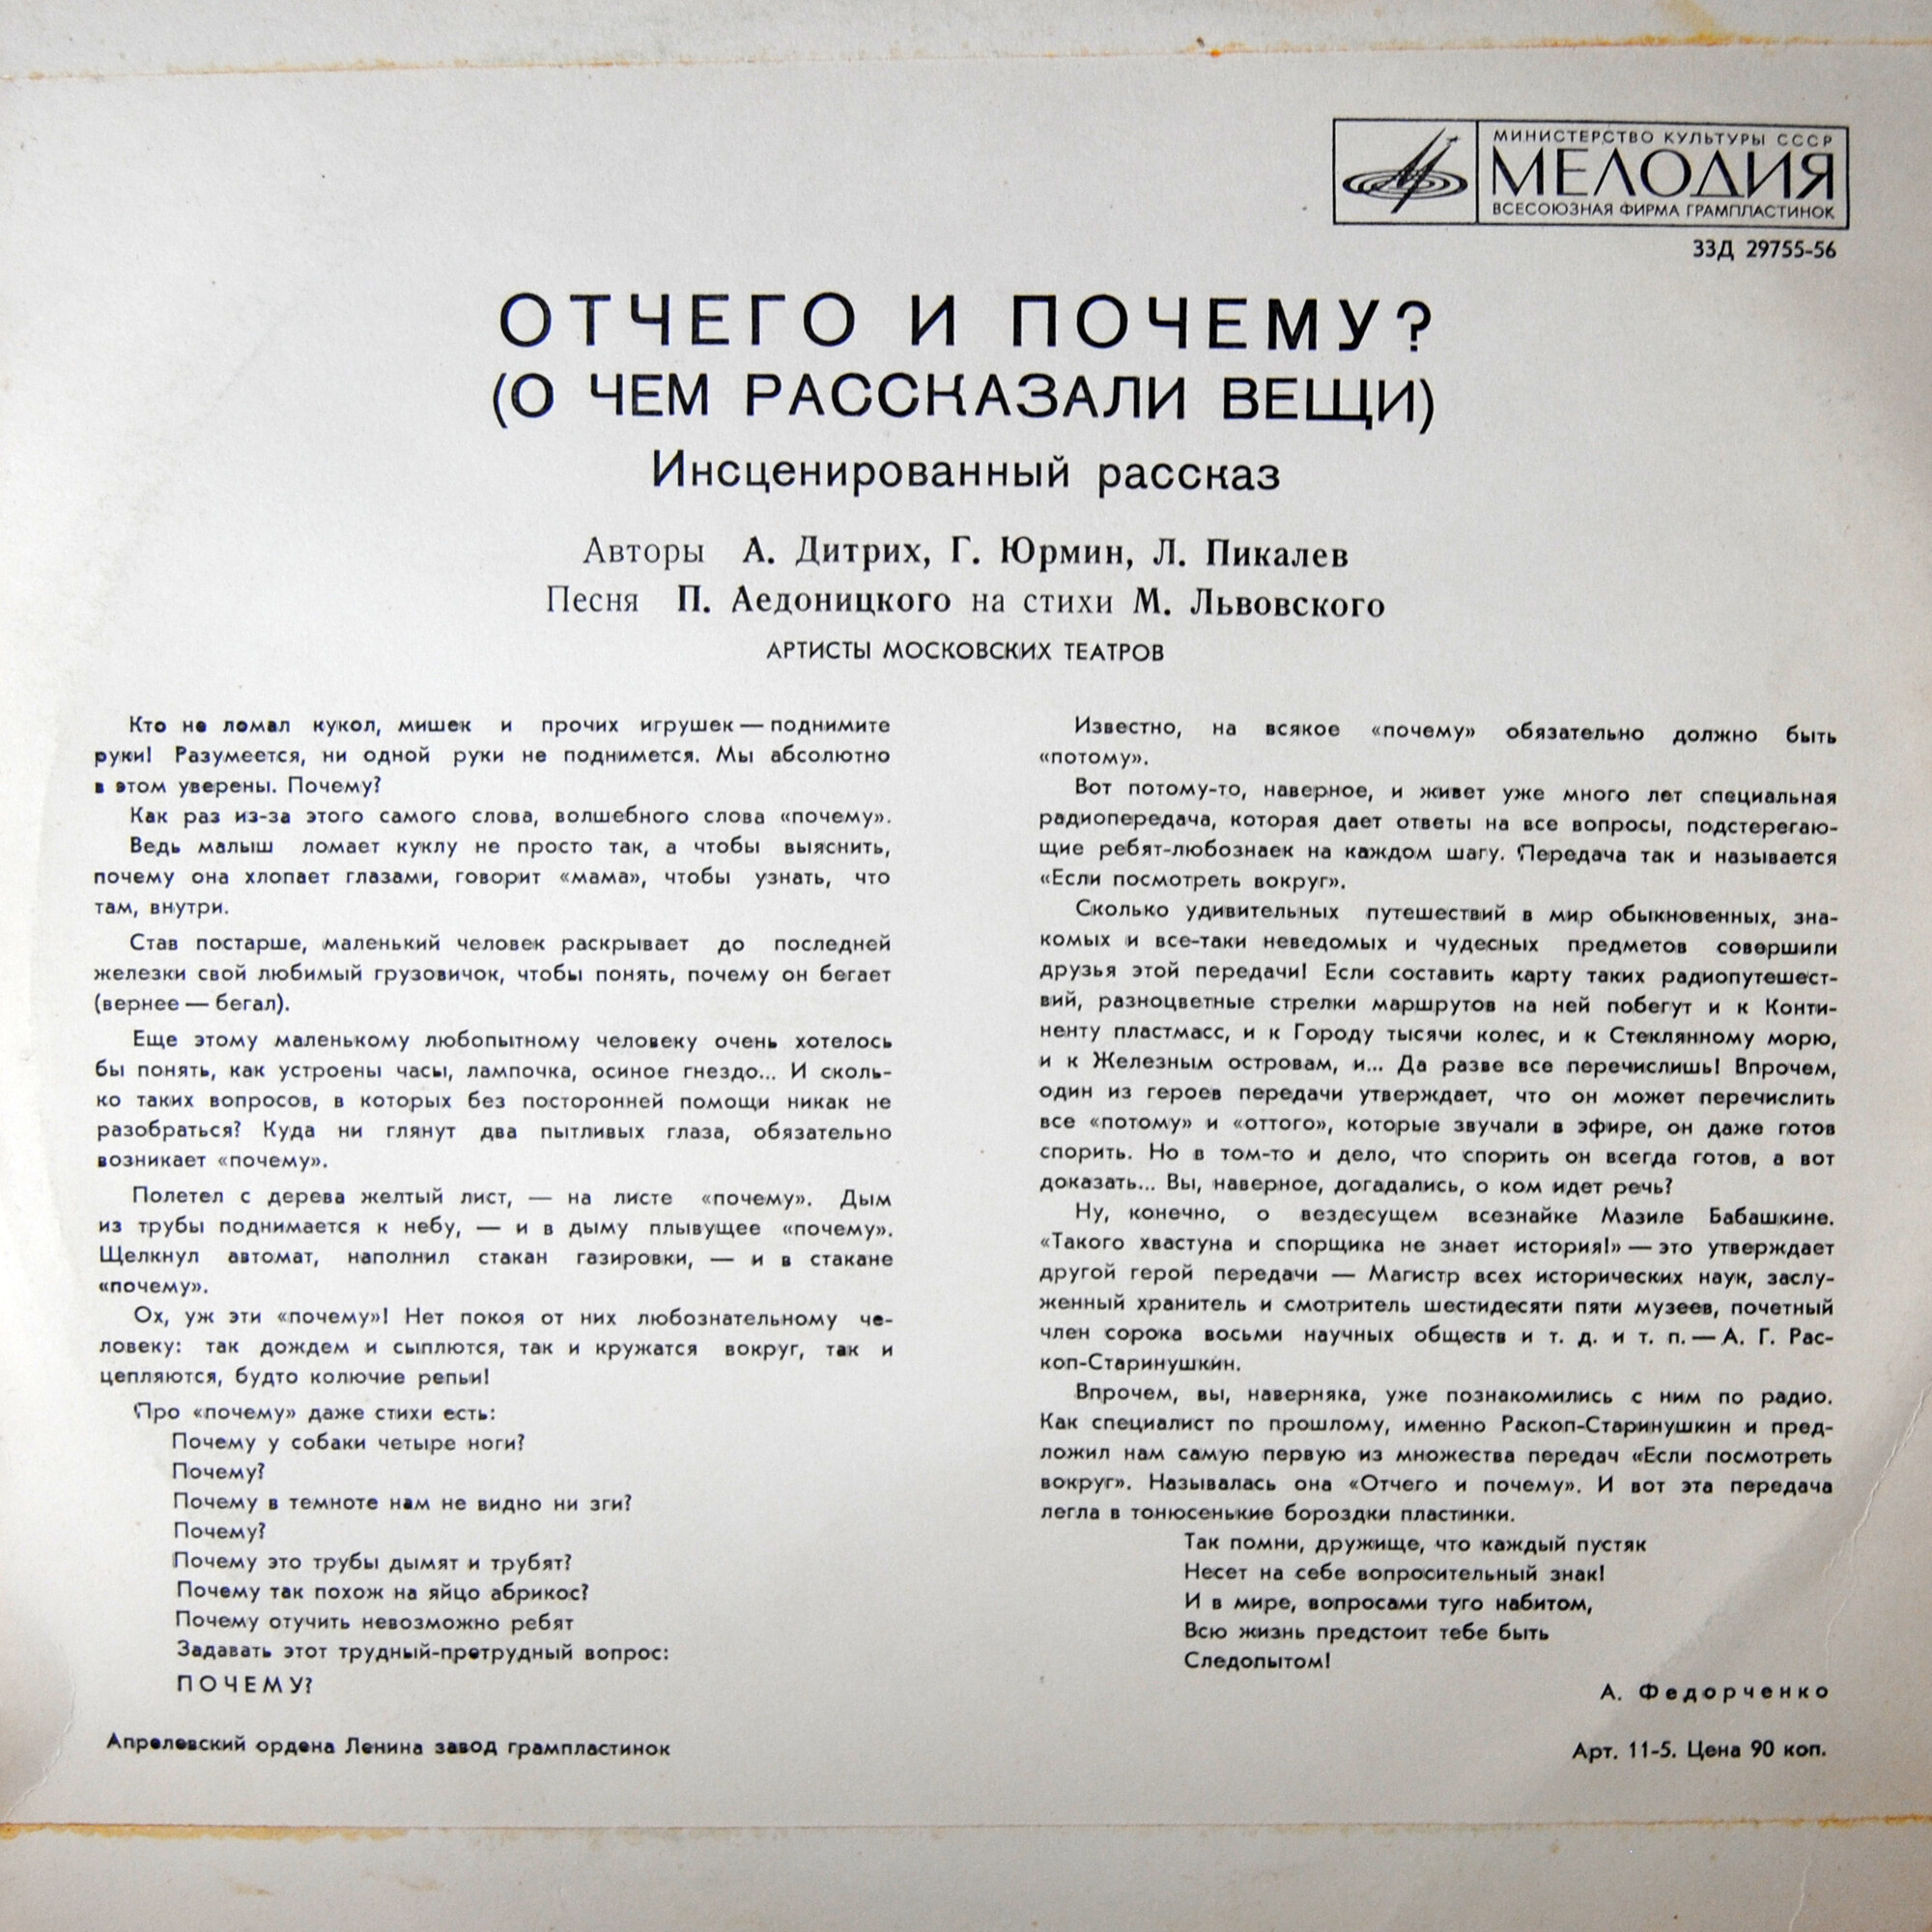 МИНИСТЕРСТВО КУЛЬТУРЫ СССР
МЕЛОДИЯ
ВСЕСОЮЗНАЯ ФИРМА ГРАМПЛАСТИНОК
33Д 29755-56
ОТЧЕГО И ПОЧЕМУ?
(О ЧЕМ РАССКАЗАЛИ ВЕЩИ)
Инсценированный рассказ
Авторы А. Дитрих, Г. Юрмин, Л. Пикалев
Песня П. Аедоницкого на стихи М. Львовского
АРТИСТЫ МОСКОВСКИХ ТЕАТРОВ
Кто не ломал кукол, мишек и прочих игрушек — поднимите
руки! Разумеется, ни одной руки не поднимется. Мы абсолютно
в этом уверены. Почему?
Как раз из-за этого самого слова, волшебного слова «почему».
Ведь малыш ломает куклу не просто так, а чтобы выяснить,
почему она хлопает глазами, говорит «мама», чтобы узнать, что
там, внутри.
Став постарше, маленький человек раскрывает до последней
железки свой любимый грузовичок, чтобы понять, почему он бегает
(вернее — бегал).
Еще этому маленькому любопытному человеку очень хотелось
бы понять, как устроены часы, лампочка, осиное гнездо... И сколь-
ко таких вопросов, в которых без посторонней помощи никак не
разобраться? Куда ни глянут два пытливых глаза, обязательно
возникает «почему».
Полетел с дерева желтый лист, — на листе «почему». Дым
из трубы поднимается к небу, — и в дыму плывущее «почему».
Щелкнул автомат, наполнил стакан газировки, — и в стакане
«почему».
Ох, уж эти «почему»! Нет покоя от них любознательному че-
ловеку: так дождем и сыплются, так и кружатся вокруг, так и
цепляются, будто колючие репьи!
Про «почему» даже стихи есть:
Почему у собаки четыре ноги?
Почему?
Почему в темноте нам не видно ни зги?
Почему?
Почему это трубы дымят и трубят?
Почему так похож на яйцо абрикос?
Почему отучить невозможно ребят
Задавать этот трудный-претрудный вопрос:
ПОЧЕМУ?
Апрелевский ордена Ленина завод грампластинок
Известно, на всякое «почему» обязательно должно быть
«потому».
Вот потому-то, наверное, и живет уже много лет специальная
радиопередача, которая дает ответы на все вопросы, подстерегаю-
щие ребят-любознаек на каждом шагу. Передача так и называется
«Если посмотреть вокруг».
Сколько удивительных путешествий в мир обыкновенных, зна-
комых и все-таки неведомых и чудесных предметов совершили
друзья этой передачи! Если составить карту таких радиопутешест-
вий, разноцветные стрелки маршрутов на ней побегут и к Конти-
ненту пластмасс, и к Городу тысячи колес, и к Стеклянному морю,
и к Железным островам, и... Да разве все перечислишь! Впрочем,
один из героев передачи утверждает, что он может перечислить
все «потому» и «оттого», которые звучали в эфире, он даже готов
спорить. Но в том-то и дело, что спорить он всегда готов, а вот
доказать... Вы, наверное, догадались, о ком идет речь?
Ну, конечно, о вездесущем всезнайке Мазиле Бабашкине.
«Такого хвастуна и спорщика не знает история!» — это утверждает
другой герой передачи — Магистр всех исторических наук, заслу-
женный хранитель и смотритель шестидесяти пяти музеев, почетный
член сорока восьми научных обществ и т. д. и т. п. — А. Г. Рас-
коп-Старинушкин.
Впрочем, вы, наверняка, уже познакомились с ним по радио.
Как специалист по прошлому, именно Раскоп-Старинушкин и пред-
ложил нам самую первую из множества передач «Если посмотреть
вокруг». Называлась она «Отчего и почему». И вот эта передача
легла в тонюсенькие бороздки пластинки.
Так помни, дружище, что каждый пустяк
Несет на себе вопросительный знак!
И в мире, вопросами туго набитом,
Всю жизнь предстоит тебе быть
Следопытом!
А. Федорченко
Арт. 11-5. Цена 90 коп.